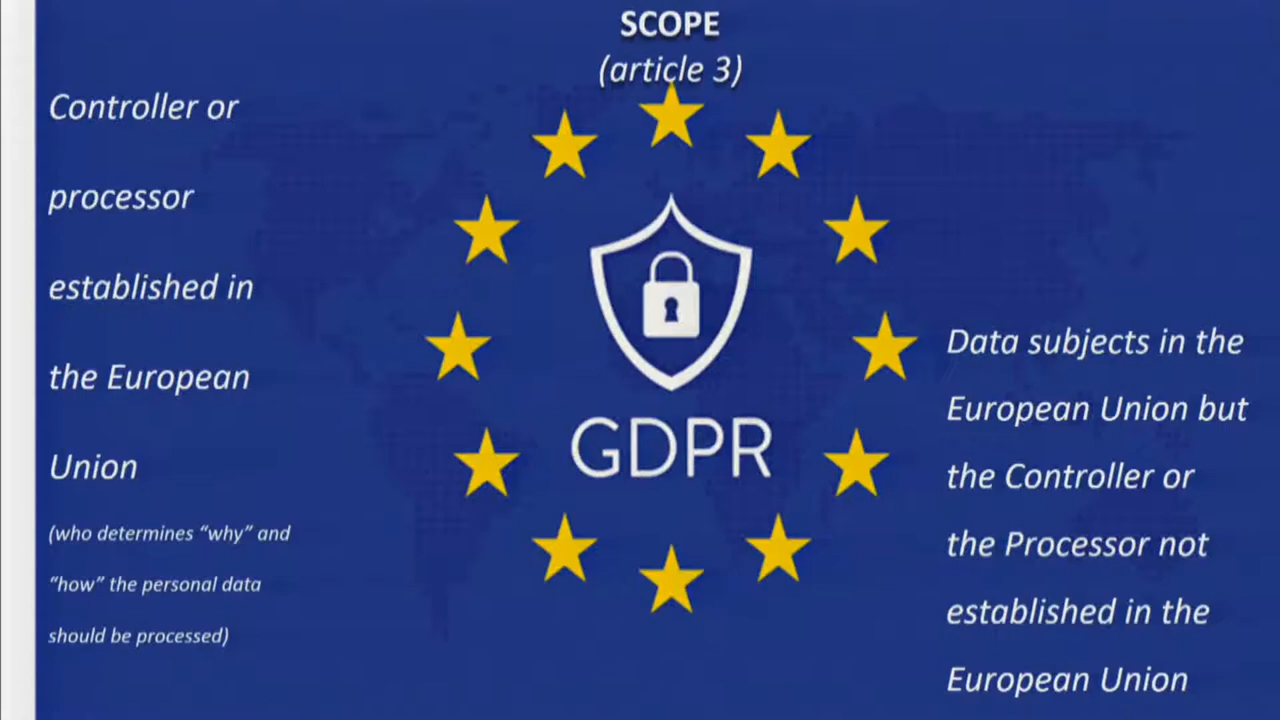 SCOPE
(article 3)
Controller or
processor
established in
the European
Union
(who determines “why” and
“how” the personal data
should be processed)
GDPR
Data subjects in the
European Union but
the Controller or
the Processor not
established in the
European Union